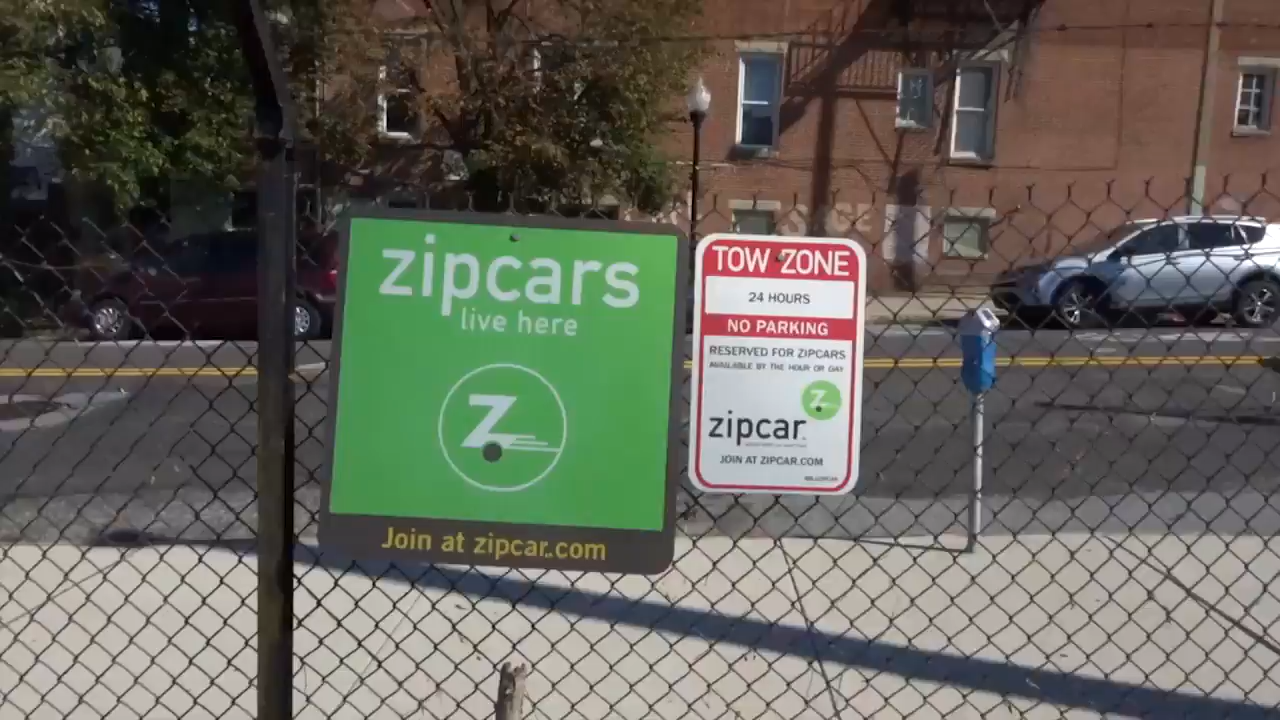 zipcars
live here
Z
Join at zipcar.com
TOW ZONE
24 HOURS
NO PARKING
RESERVED FOR ZIPCARS
AVAILABLE BY THE HOUR OR DAY
Z
zipcar
JOIN AT ZIPCAR.COM